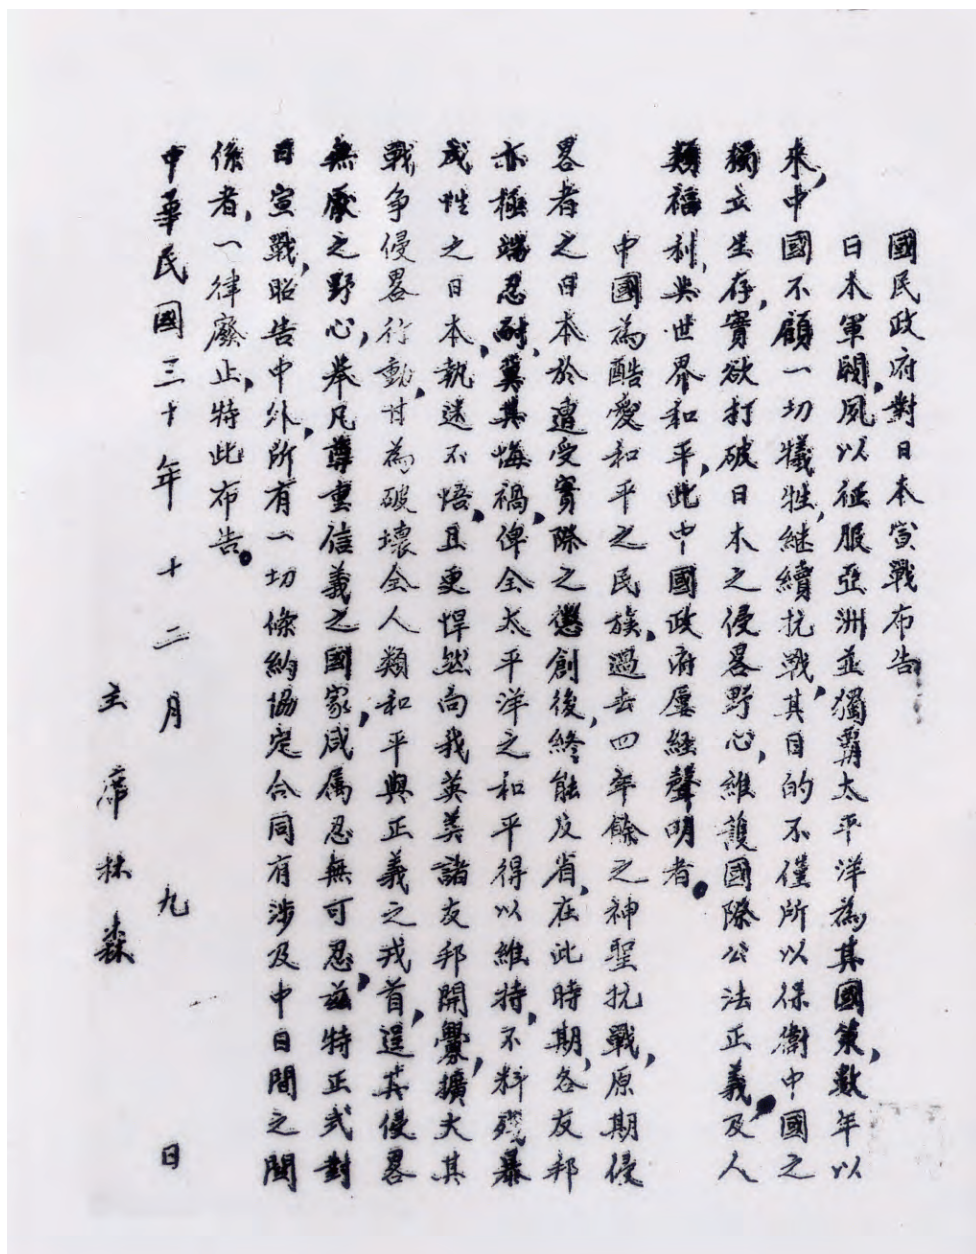 國民政府對日本宣戰布告
日本軍閥夙以征服亞洲並獨霸太平洋為其國策，數年以
來，中國不顧一切犧牲，継續抗戰，其目的不僅所以保衛中國之
獨立生存，實欲打破日本之侵畧野心，維護國際公法正義，及人
類福利，與世界和平，此中國政府屢經聲明者。
中國為酷愛和平之民族，過去四年餘之神聖抗戰，原期侵
畧者之日本於遭受實際之懲創後，終能反省，在此時期，各友邦
亦極端忍耐，冀其悔禍，俾全太平洋之和平得以維持，不料殘暴
成性之日本，執迷不悟，且更悍然向我英美諸友邦開釁，擴大其
戰争侵畧行動，甘為破壞全人類和平與正義之戎首，逞其侵畧
無厭之野心，舉凡尊重信義之國家，咸属忍無可忍，茲特正式對
日宣戰，昭告中外，所有一切條約協定合同有涉及中日間之関
係者，一律廢止，特此布告。
中華民國三十年十二月九日
主席林森